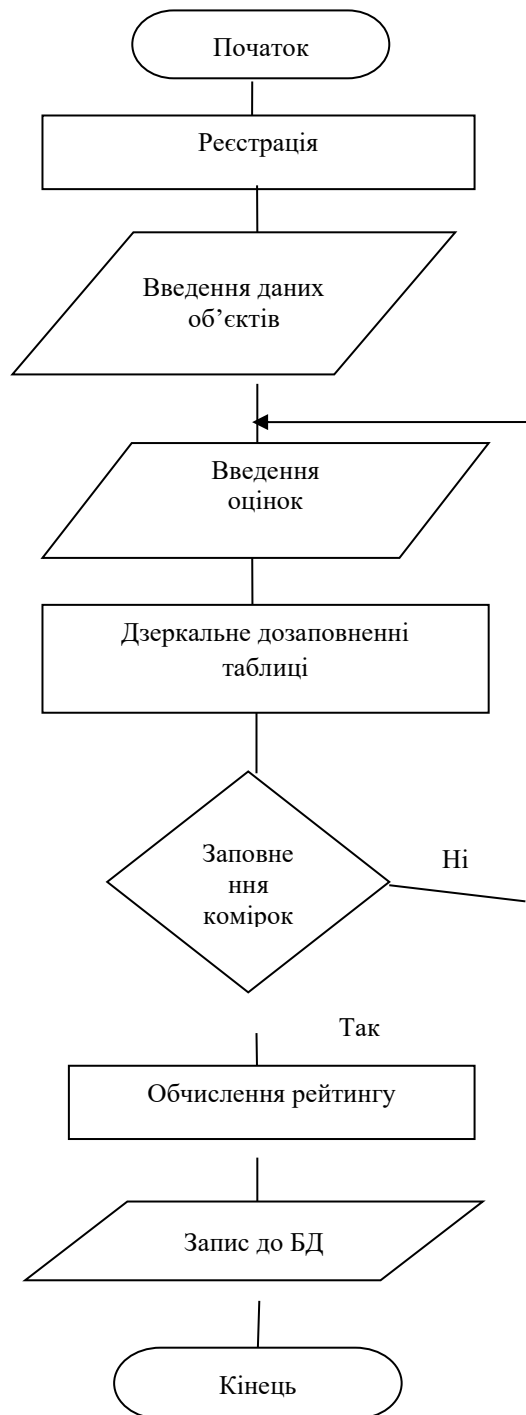 Початок
Реєстрація
Введення даних
об’єктів
Введення
оцінок
Дзеркальне дозаповненні
таблиці
Заповне
ння
комірок
Ні
Так
Обчислення рейтингу
Запис до БД
Кінець